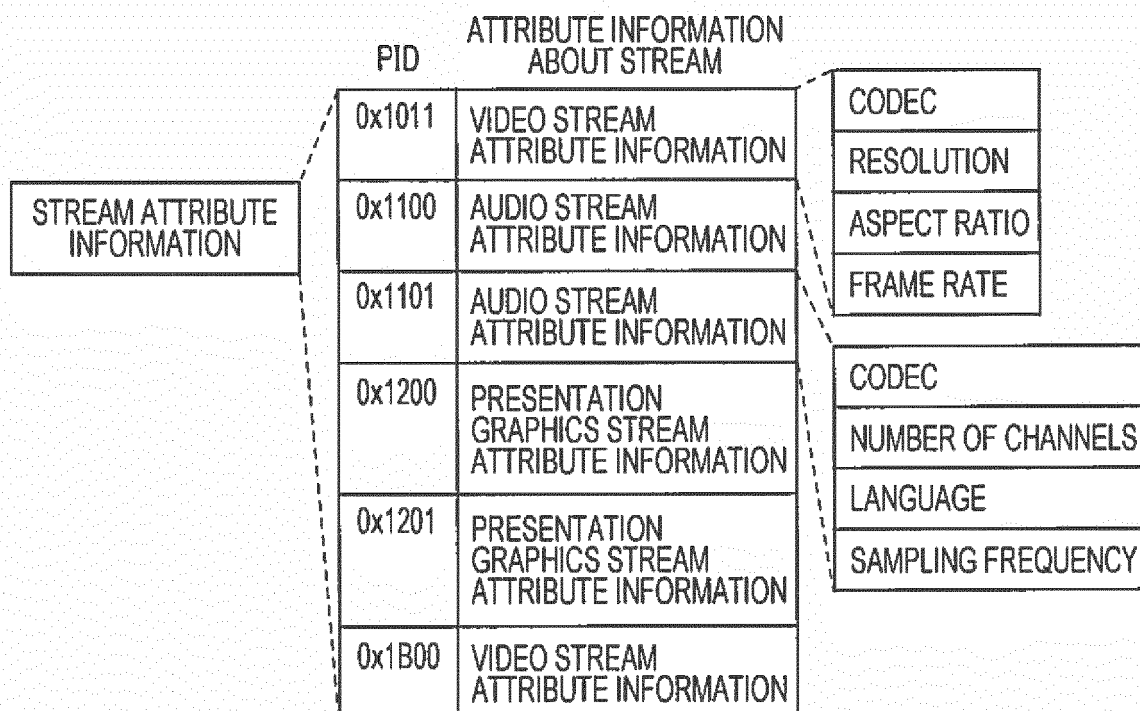 PID
ATTRIBUTE INFORMATION
ABOUT STREAM
STREAM ATTRIBUTE
INFORMATION
0x1011
VIDEO STREAM
ATTRIBUTE INFORMATION
0x1100
AUDIO STREAM
ATTRIBUTE INFORMATION
0x1101
AUDIO STREAM
ATTRIBUTE INFORMATION
0x1200
PRESENTATION
GRAPHICS STREAM
ATTRIBUTE INFORMATION
0x1201
PRESENTATION
GRAPHICS STREAM
ATTRIBUTE INFORMATION
0x1B00
VIDEO STREAM
ATTRIBUTE INFORMATION
CODEC
RESOLUTION
ASPECT RATIO
FRAME RATE
CODEC
NUMBER OF CHANNELS
LANGUAGE
SAMPLING FREQUENCY